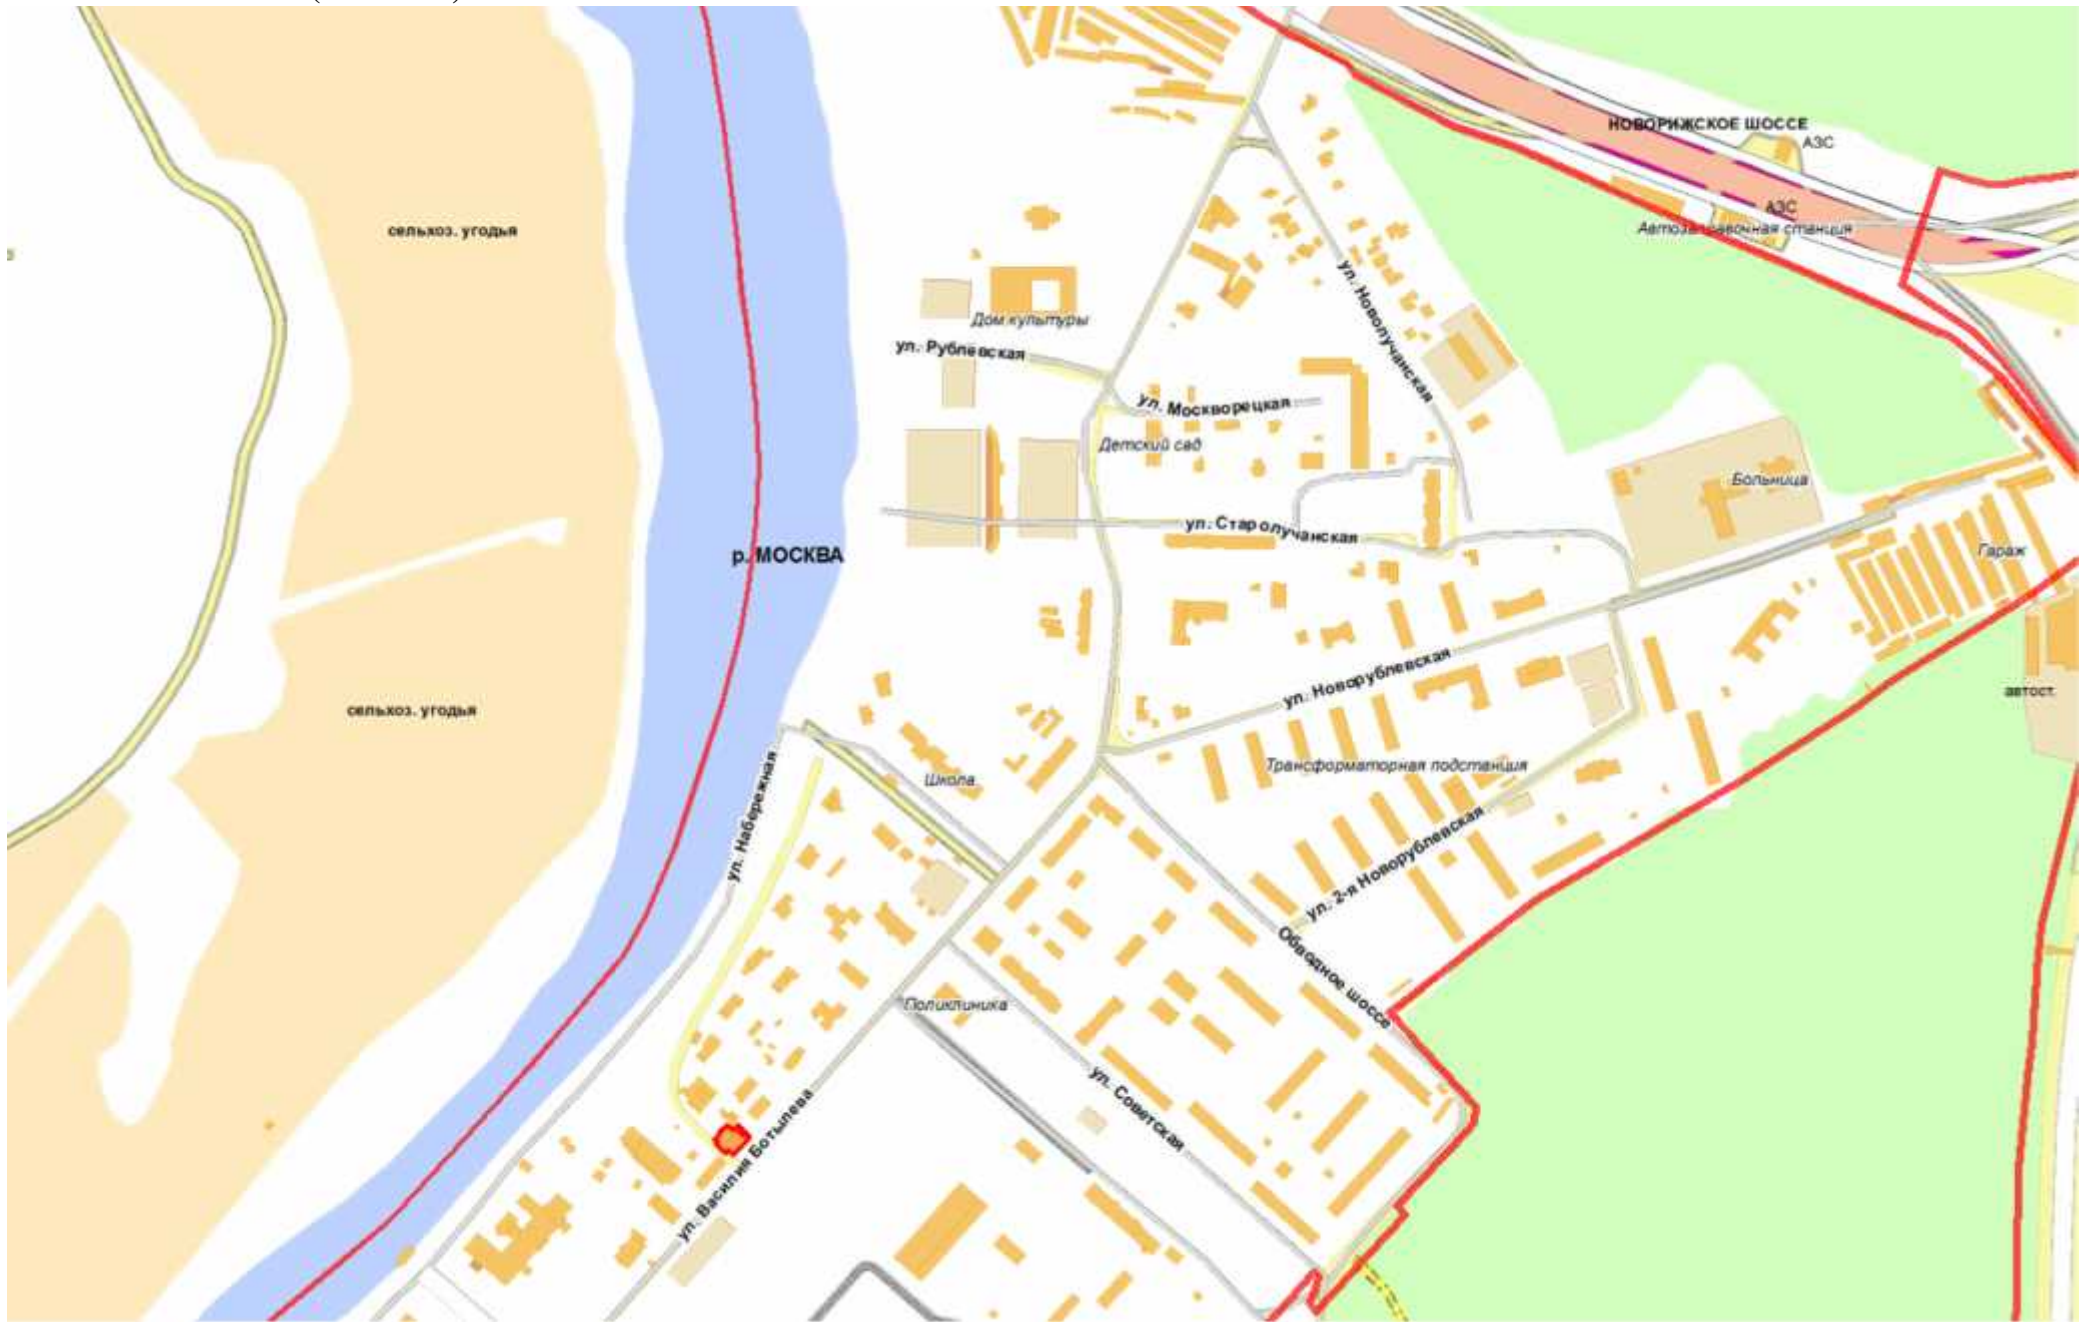 НОВОРИЖСКОЕ ШОССЕ
АЗС
АЗС
Автозаправочная станция
сельхоз. угодья
ул. Новолучанская
Дом культуры
ул. Рублевская
ул. Москворецкая
Детский сад
Больница
ул. Старолучанская
р. МОСКВА
Гараж
ул. Новорублевская
автост.
сельхоз. угодья
Трансформаторная подстанция
Школа
ул. Набережная
ул. 2-я Новорублевская
Обводное шоссе
Поликлиника
ул. Советская
ул. Василия Ботылева